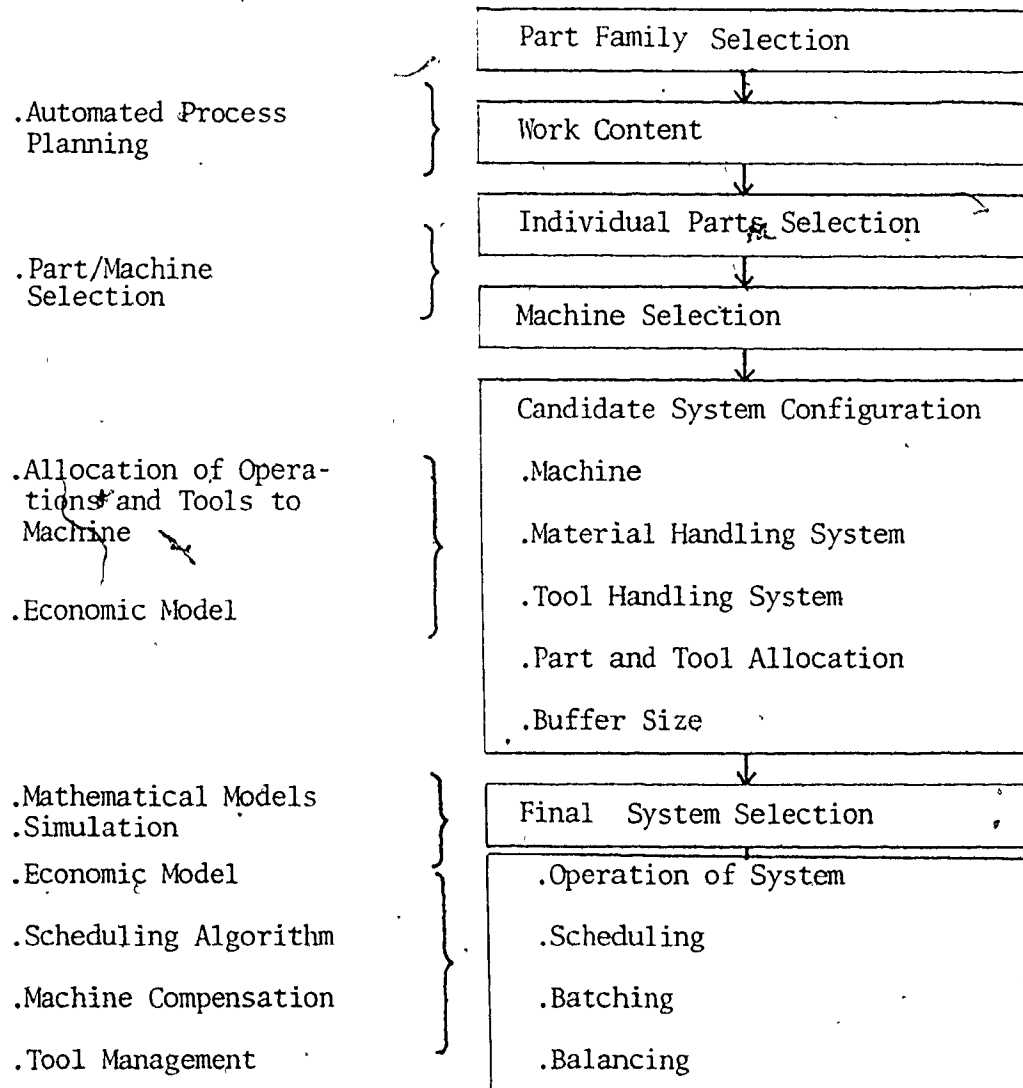 Part Family Selection
.Automated Process
Planning
Work Content
Individual Parts Selection
.Part/Machine
Selection
Machine Selection
Candidate System Configuration
.Machine
.Material Handling System
.Tool Handling System
.Part and Tool Allocation
.Buffer Size
.Allocation of Opera-
tions and Tools to
Machine
.Economic Model
.Mathematical Models
.Simulation
Final System Selection
.Economic Model
.Scheduling Algorithm
.Machine Compensation
.Tool Management
.Operation of System
.Scheduling
.Batching
.Balancing